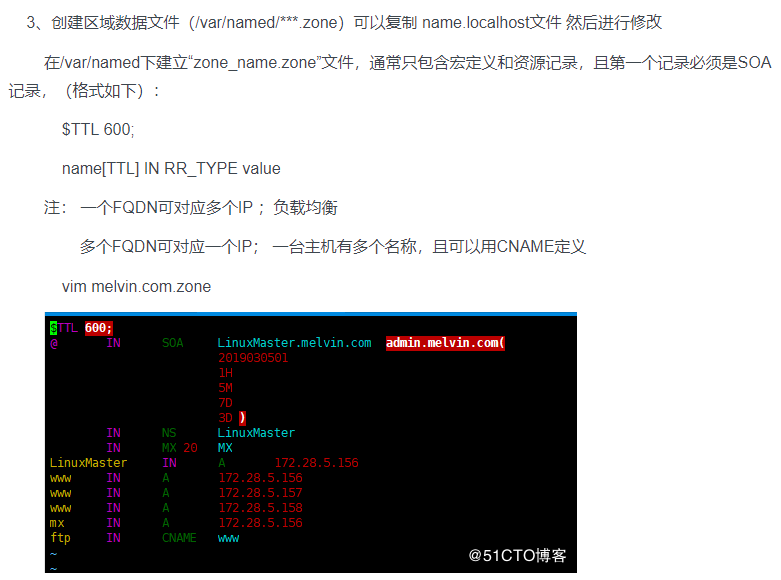 3、创建区域数据文件（/var/named/***.zone）可以复制 name.localhost文件 然后进行修改
在/var/named下建立“zone_name.zone”文件，通常只包含宏定义和资源记录，且第一个记录必须是SOA
记录，（格式如下）：
$TTL 600;
name[TTL] IN RR_TYPE value
注： 一个FQDN可对应多个IP ；负载均衡
多个FQDN可对应一个IP； 一台主机有多个名称，且可以用CNAME定义
vim melvin.com.zone
$TTL 600;
@ IN SOA LinuxMaster.melvin.com admin.melvin.com(
2019030501
1H
5M
7D
3D )
IN NS LinuxMaster
IN MX 20 MX
LinuxMaster IN A 172.28.5.156
www IN A 172.28.5.156
www IN A 172.28.5.157
www IN A 172.28.5.158
mx IN A 172.28.5.156
ftp IN CNAME www
~
~
@51CTO博客